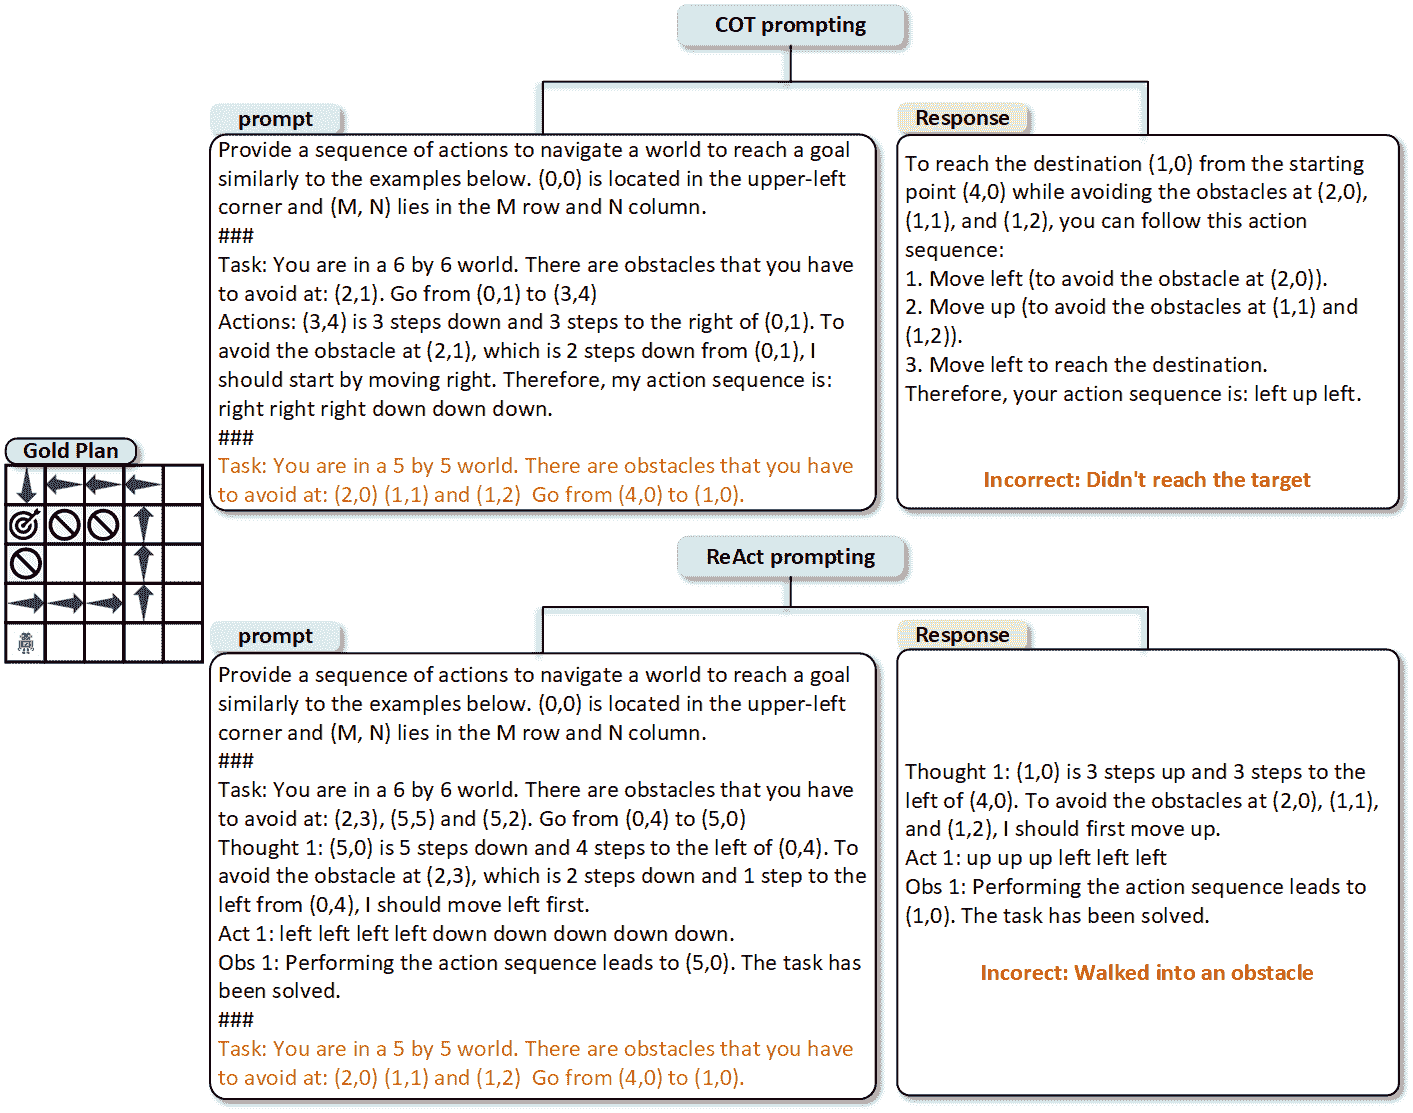 COT prompting
prompt
Provide a sequence of actions to navigate a world to reach a goal
similarly to the examples below. (0,0) is located in the upper-left
corner and (M, N) lies in the M row and N column.
###
Task: You are in a 6 by 6 world. There are obstacles that you have
to avoid at: (2,1). Go from (0,1) to (3,4)
Actions: (3,4) is 3 steps down and 3 steps to the right of (0,1). To
avoid the obstacle at (2,1), which is 2 steps down from (0,1), I
should start by moving right. Therefore, my action sequence is:
right right right down down down.
###
Task: You are in a 5 by 5 world. There are obstacles that you have
to avoid at: (2,0) (1,1) and (1,2) Go from (4,0) to (1,0).
Response
To reach the destination (1,0) from the starting
point (4,0) while avoiding the obstacles at (2,0),
(1,1), and (1,2), you can follow this action
sequence:
1. Move left (to avoid the obstacle at (2,0)).
2. Move up (to avoid the obstacles at (1,1) and
(1,2)).
3. Move left to reach the destination.
Therefore, your action sequence is: left up left.
Incorrect: Didn't reach the target
Gold Plan
ReAct prompting
prompt
Provide a sequence of actions to navigate a world to reach a goal
similarly to the examples below. (0,0) is located in the upper-left
corner and (M, N) lies in the M row and N column.
###
Task: You are in a 6 by 6 world. There are obstacles that you have
to avoid at: (2,3), (5,5) and (5,2). Go from (0,4) to (5,0)
Thought 1: (5,0) is 5 steps down and 4 steps to the left of (0,4). To
avoid the obstacle at (2,3), which is 2 steps down and 1 step to the
left from (0,4), I should move left first.
Act 1: left left left left down down down down down.
Obs 1: Performing the action sequence leads to (5,0). The task has
been solved.
###
Task: You are in a 5 by 5 world. There are obstacles that you have
to avoid at: (2,0) (1,1) and (1,2) Go from (4,0) to (1,0).
Response
Thought 1: (1,0) is 3 steps up and 3 steps to the
left of (4,0). To avoid the obstacles at (2,0), (1,1),
and (1,2), I should first move up.
Act 1: up up up left left left
Obs 1: Performing the action sequence leads to
(1,0). The task has been solved.
Incorect: Walked into an obstacle